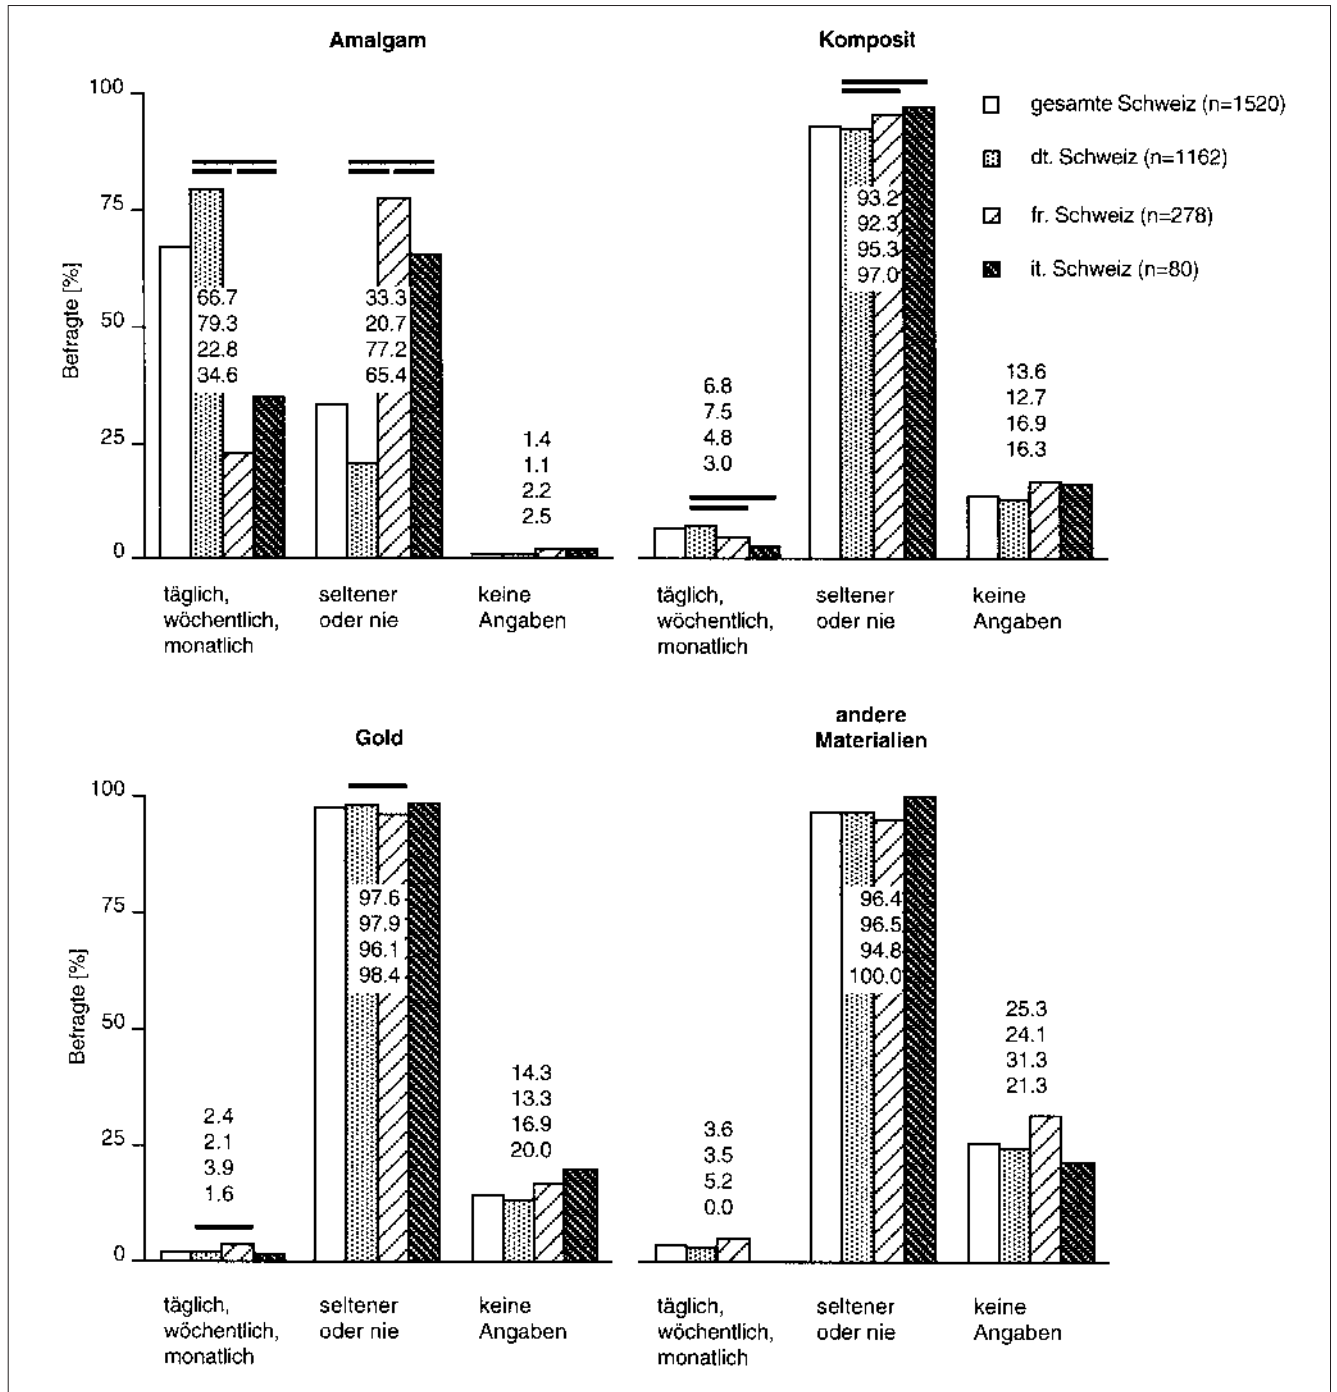 Amalgam
Komposit
100
75
50
25
0
Befragte [%]
66.7
79.3
22.8
34.6
33.3
20.7
77.2
65.4
1.4
1.1
2.2
2.5
täglich,
wöchentlich,
monatlich
seltener
oder nie
keine
Angaben
6.8
7.5
4.8
3.0
93.2
92.3
95.3
97.0
13.6
12.7
16.9
16.3
täglich,
wöchentlich,
monatlich
seltener
oder nie
keine
Angaben
gesamte Schweiz (n=1520)
dt. Schweiz (n=1162)
fr. Schweiz (n=278)
it. Schweiz (n=80)
Gold
100
75
50
25
0
Befragte [%]
2.4
2.1
3.9
1.6
97.6
97.9
96.1
98.4
14.3
13.3
16.9
20.0
täglich,
wöchentlich,
monatlich
seltener
oder nie
keine
Angaben
andere
Materialien
3.6
3.5
5.2
0.0
96.4
96.5
94.8
100.0
25.3
24.1
31.3
21.3
täglich,
wöchentlich,
monatlich
seltener
oder nie
keine
Angaben